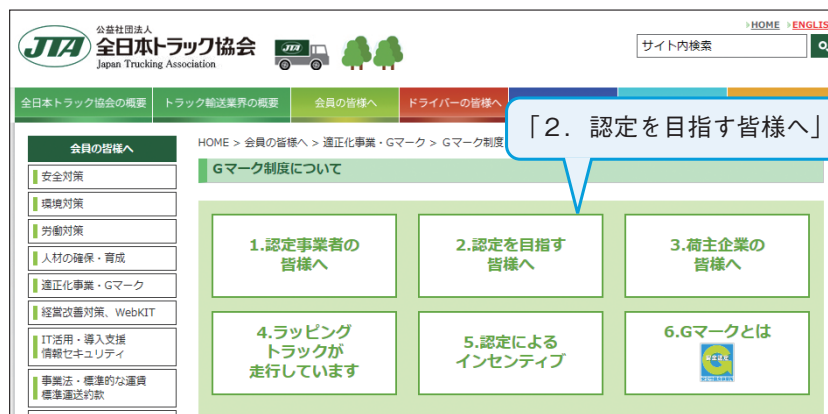 公益社団法人
JTA 全日本トラック協会
Japan Trucking Association
HOME ENGLIS
サイト内検索
全日本トラック協会の概要 トラック輸送業界の概要 会員の皆様へ ドライバーの皆様へ
「2．認定を目指す皆様へ」
会員の皆様へ
安全対策
環境対策
労働対策
人材の確保・育成
適正化事業・Gマーク
経営改善対策、WebKIT
IT活用・導入支援
情報セキュリティ
事業法・標準的な運賃
標準運送約款
HOME > 会員の皆様へ > 適正化事業・Gマーク > Gマーク制度
Gマーク制度について
1.認定事業者の
皆様へ
2.認定を目指す
皆様へ
3.荷主企業の
皆様へ
4.ラッピング
トラックが
走行しています
5.認定による
インセンティブ
6.Gマークとは